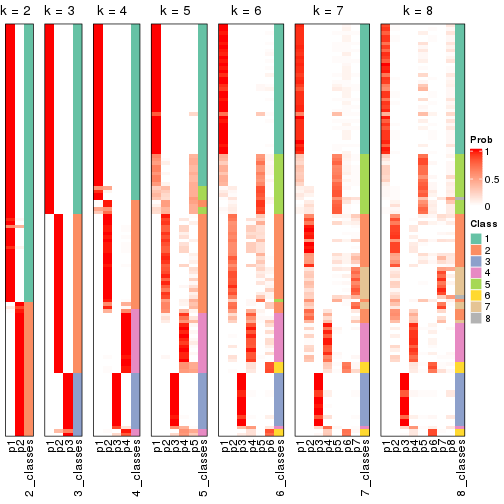 k = 2 k = 3 k = 4 k = 5 k = 6 k = 7 k = 8
Prob
1
0.5
0
Class
1
2
3
4
5
6
7
8
p1 p2 2_classes
p1 p2 p3 3_classes
p1 p2 p3 p4 4_classes
p1 p2 p3 p4 p5 5_classes
p1 p2 p3 p4 p5 p6 6_classes
p1 p2 p3 p4 p5 p6 p7 7_classes
p1 p2 p3 p4 p5 p6 p7 p8 8_classes